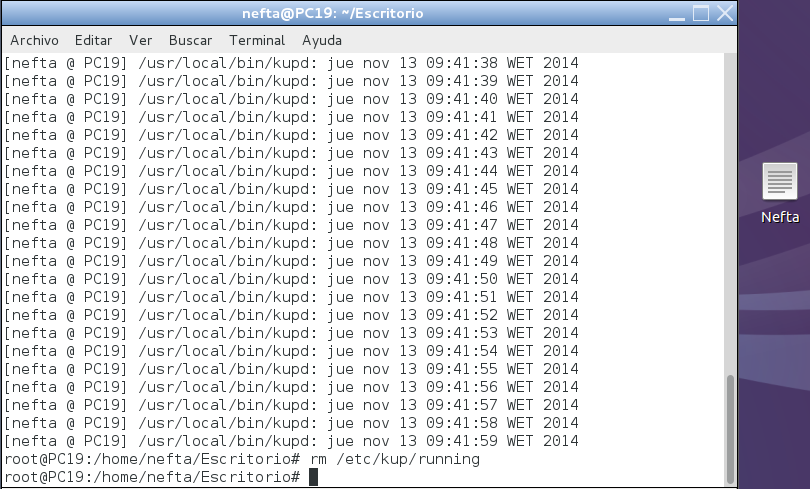 nefta@PC19: ~/Escritorio
Archivo Editar Ver Buscar Terminal Ayuda
[nefta @ PC19] /usr/local/bin/kupd: jue nov 13 09:41:38 WET 2014
[nefta @ PC19] /usr/local/bin/kupd: jue nov 13 09:41:39 WET 2014
[nefta @ PC19] /usr/local/bin/kupd: jue nov 13 09:41:40 WET 2014
[nefta @ PC19] /usr/local/bin/kupd: jue nov 13 09:41:41 WET 2014
[nefta @ PC19] /usr/local/bin/kupd: jue nov 13 09:41:42 WET 2014
[nefta @ PC19] /usr/local/bin/kupd: jue nov 13 09:41:43 WET 2014
[nefta @ PC19] /usr/local/bin/kupd: jue nov 13 09:41:44 WET 2014
[nefta @ PC19] /usr/local/bin/kupd: jue nov 13 09:41:45 WET 2014
[nefta @ PC19] /usr/local/bin/kupd: jue nov 13 09:41:46 WET 2014
[nefta @ PC19] /usr/local/bin/kupd: jue nov 13 09:41:47 WET 2014
[nefta @ PC19] /usr/local/bin/kupd: jue nov 13 09:41:48 WET 2014
[nefta @ PC19] /usr/local/bin/kupd: jue nov 13 09:41:49 WET 2014
[nefta @ PC19] /usr/local/bin/kupd: jue nov 13 09:41:50 WET 2014
[nefta @ PC19] /usr/local/bin/kupd: jue nov 13 09:41:51 WET 2014
[nefta @ PC19] /usr/local/bin/kupd: jue nov 13 09:41:52 WET 2014
[nefta @ PC19] /usr/local/bin/kupd: jue nov 13 09:41:53 WET 2014
[nefta @ PC19] /usr/local/bin/kupd: jue nov 13 09:41:54 WET 2014
[nefta @ PC19] /usr/local/bin/kupd: jue nov 13 09:41:55 WET 2014
[nefta @ PC19] /usr/local/bin/kupd: jue nov 13 09:41:56 WET 2014
[nefta @ PC19] /usr/local/bin/kupd: jue nov 13 09:41:57 WET 2014
[nefta @ PC19] /usr/local/bin/kupd: jue nov 13 09:41:58 WET 2014
[nefta @ PC19] /usr/local/bin/kupd: jue nov 13 09:41:59 WET 2014
root@PC19:/home/nefta/Escritorio# rm /etc/kup/running
root@PC19:/home/nefta/Escritorio#
Nefta